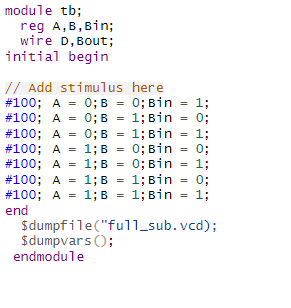 module tb;
reg A,B,Bin;
wire D,Bout;
initial begin
// Add stimulus here
#100; A = 0;B = 0;Bin = 1;
#100; A = 0;B = 1;Bin = 0;
#100; A = 0;B = 1;Bin = 1;
#100; A = 1;B = 0;Bin = 0;
#100; A = 1;B = 0;Bin = 1;
#100; A = 1;B = 1;Bin = 0;
#100; A = 1;B = 1;Bin = 1;
end
$dumpfile("full_sub.vcd);
$dumpvars();
endmodule